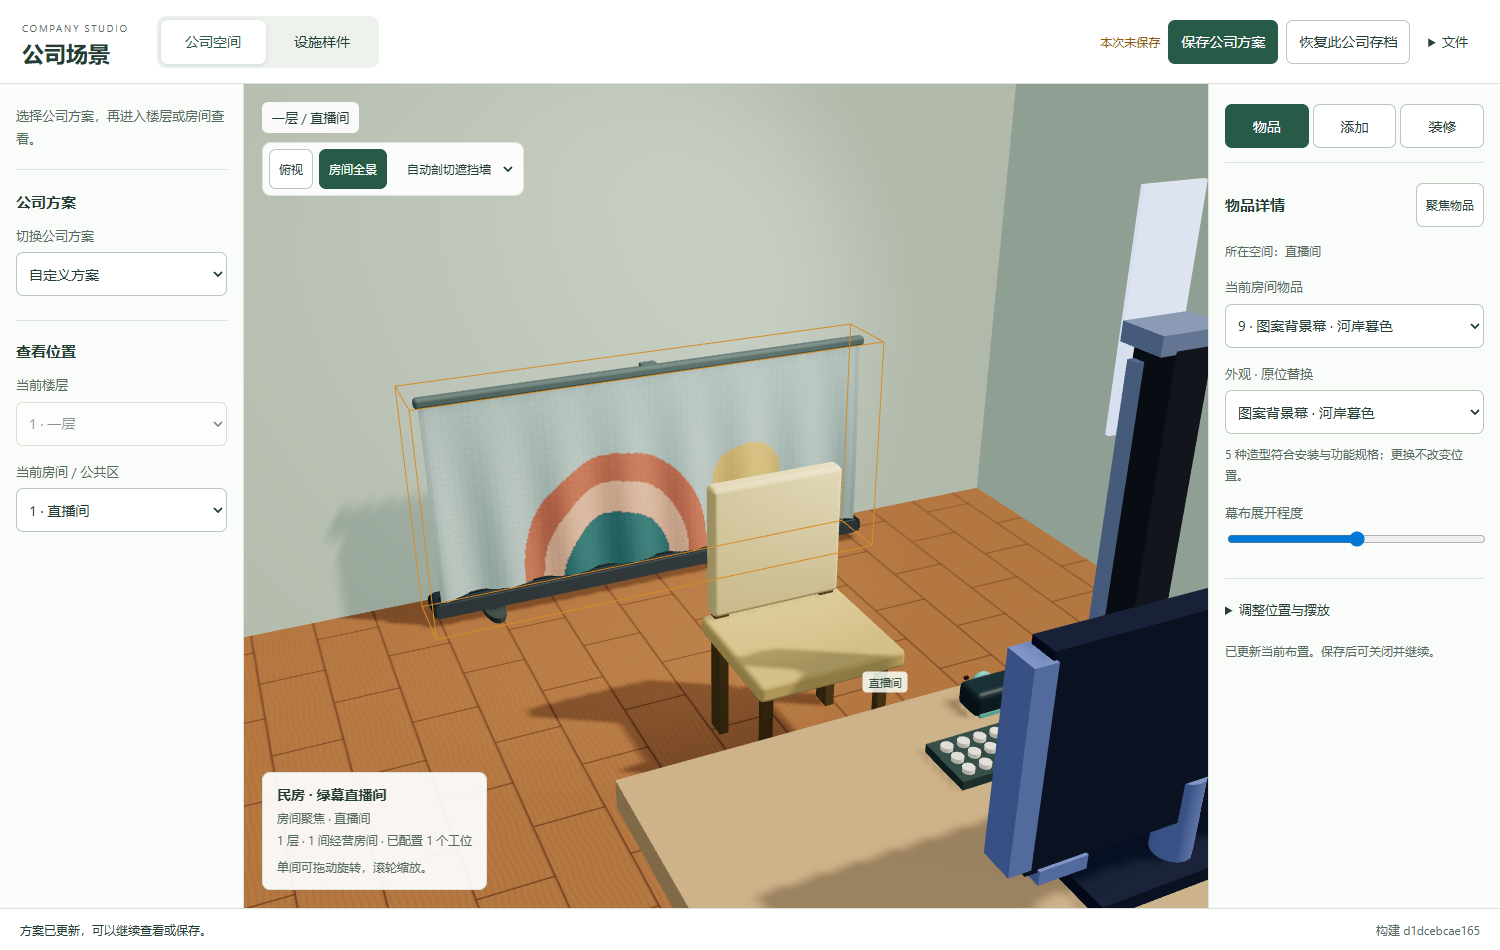 COMPANY STUDIO
公司场景
公司空间
设施样件
本次未保存
保存公司方案
恢复此公司存档
文件
选择公司方案，再进入楼层或房间查
看。
公司方案
切换公司方案
自定义方案
查看位置
当前楼层
1 · 一层
当前房间 / 公共区
1 · 直播间
一层 / 直播间
俯视
房间全景
自动剖切遮挡墙
直播间
民房 · 绿幕直播间
房间聚焦 · 直播间
1 层 · 1 间经营房间 · 已配置 1 个工位
单间可拖动旋转，滚轮缩放。
物品
添加
装修
物品详情
聚焦物品
所在空间：直播间
当前房间物品
9 · 图案背景幕 · 河岸暮色
外观 · 原位替换
图案背景幕 · 河岸暮色
5 种造型符合安装与功能规格；更换不改变位
置。
幕布展开程度
调整位置与摆放
已更新当前布置。保存后可关闭并继续。
方案已更新，可以继续查看或保存。
构建 d1dcebcae165